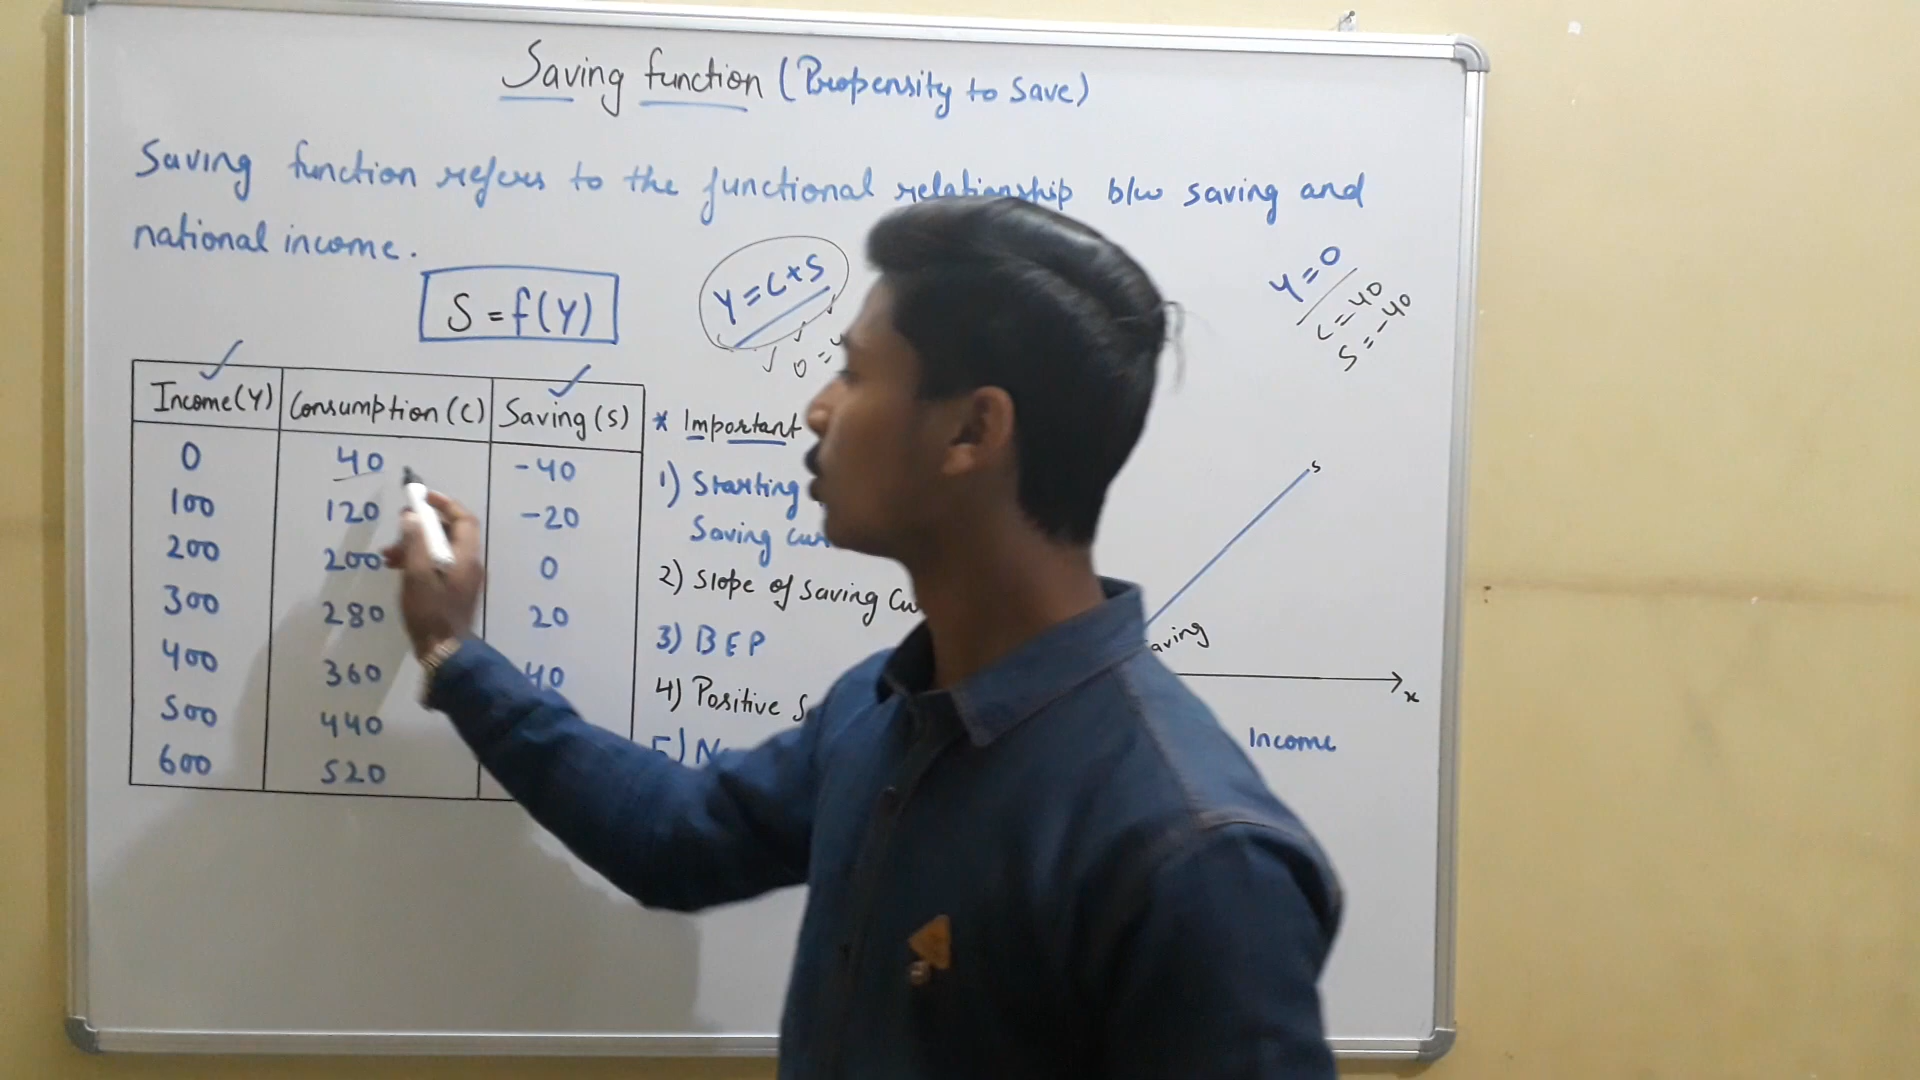 Saving function (Propensity to Save)
Saving function refers to the functional relationship b/w saving and
national income.
S = f(Y)
Y = C + S
0 =
Y = 0
C = 40
S = -40
Income(Y) Consumption(C) Saving(S)
0 40 -40
100 120 -20
200 200 0
300 280 20
400 360 40
500 440
600 520
* Important
1) Starting
Saving
2) Slope of Saving
3) BEP
4) Positive
5)
S
x
Income